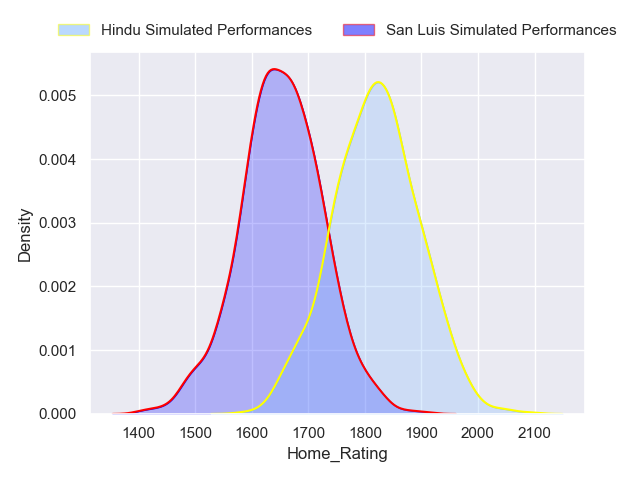 Hindu Simulated Performances San Luis Simulated Performances
0.005
0.004
0.003
0.002
0.001
0.000
Density
1400 1500 1600 1700 1800 1900 2000 2100
Home_Rating